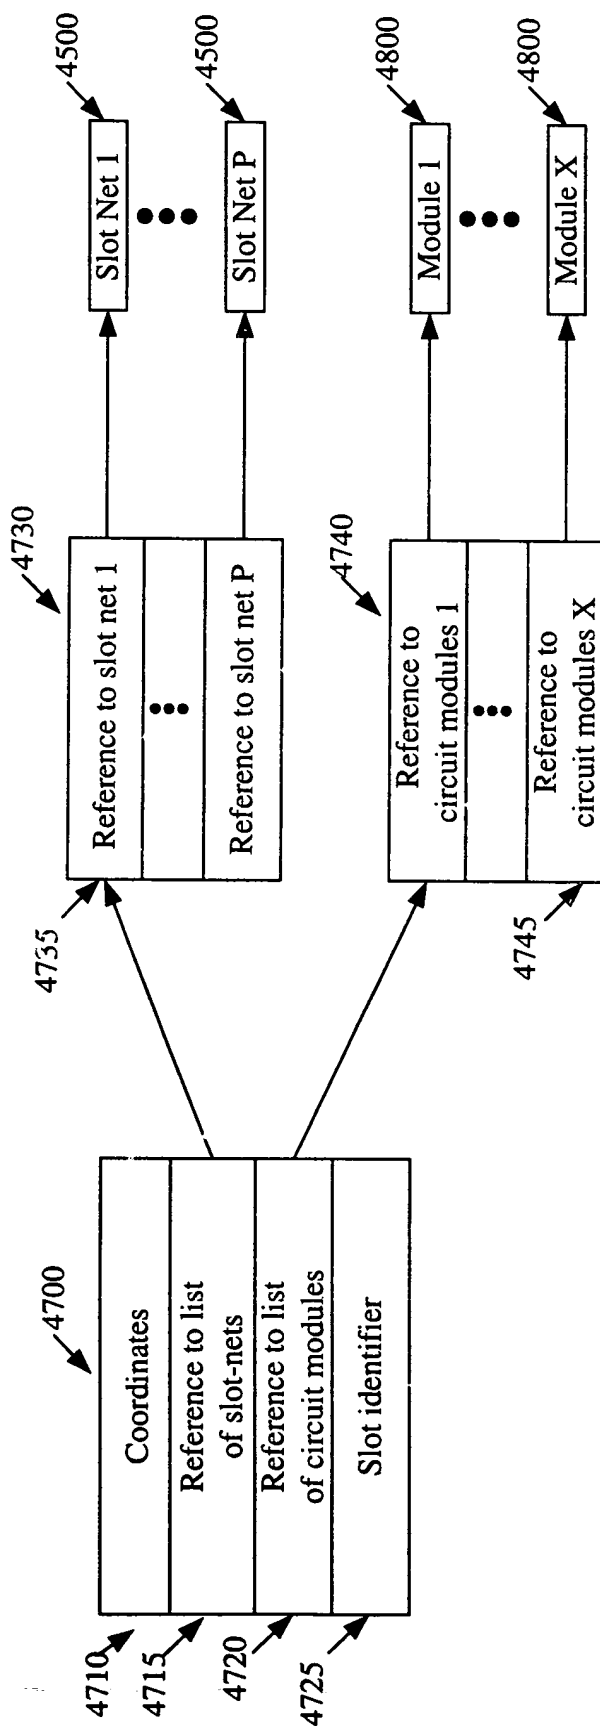 4700
4710
Coordinates
4715
Reference to list
of slot-nets
4720
Reference to list
of circuit modules
4725
Slot identifier
4730
4735
Reference to slot net 1
Reference to slot net P
4740
Reference to
circuit modules 1
4745
Reference to
circuit modules X
4500
Slot Net 1
4500
Slot Net P
4800
Module 1
4800
Module X